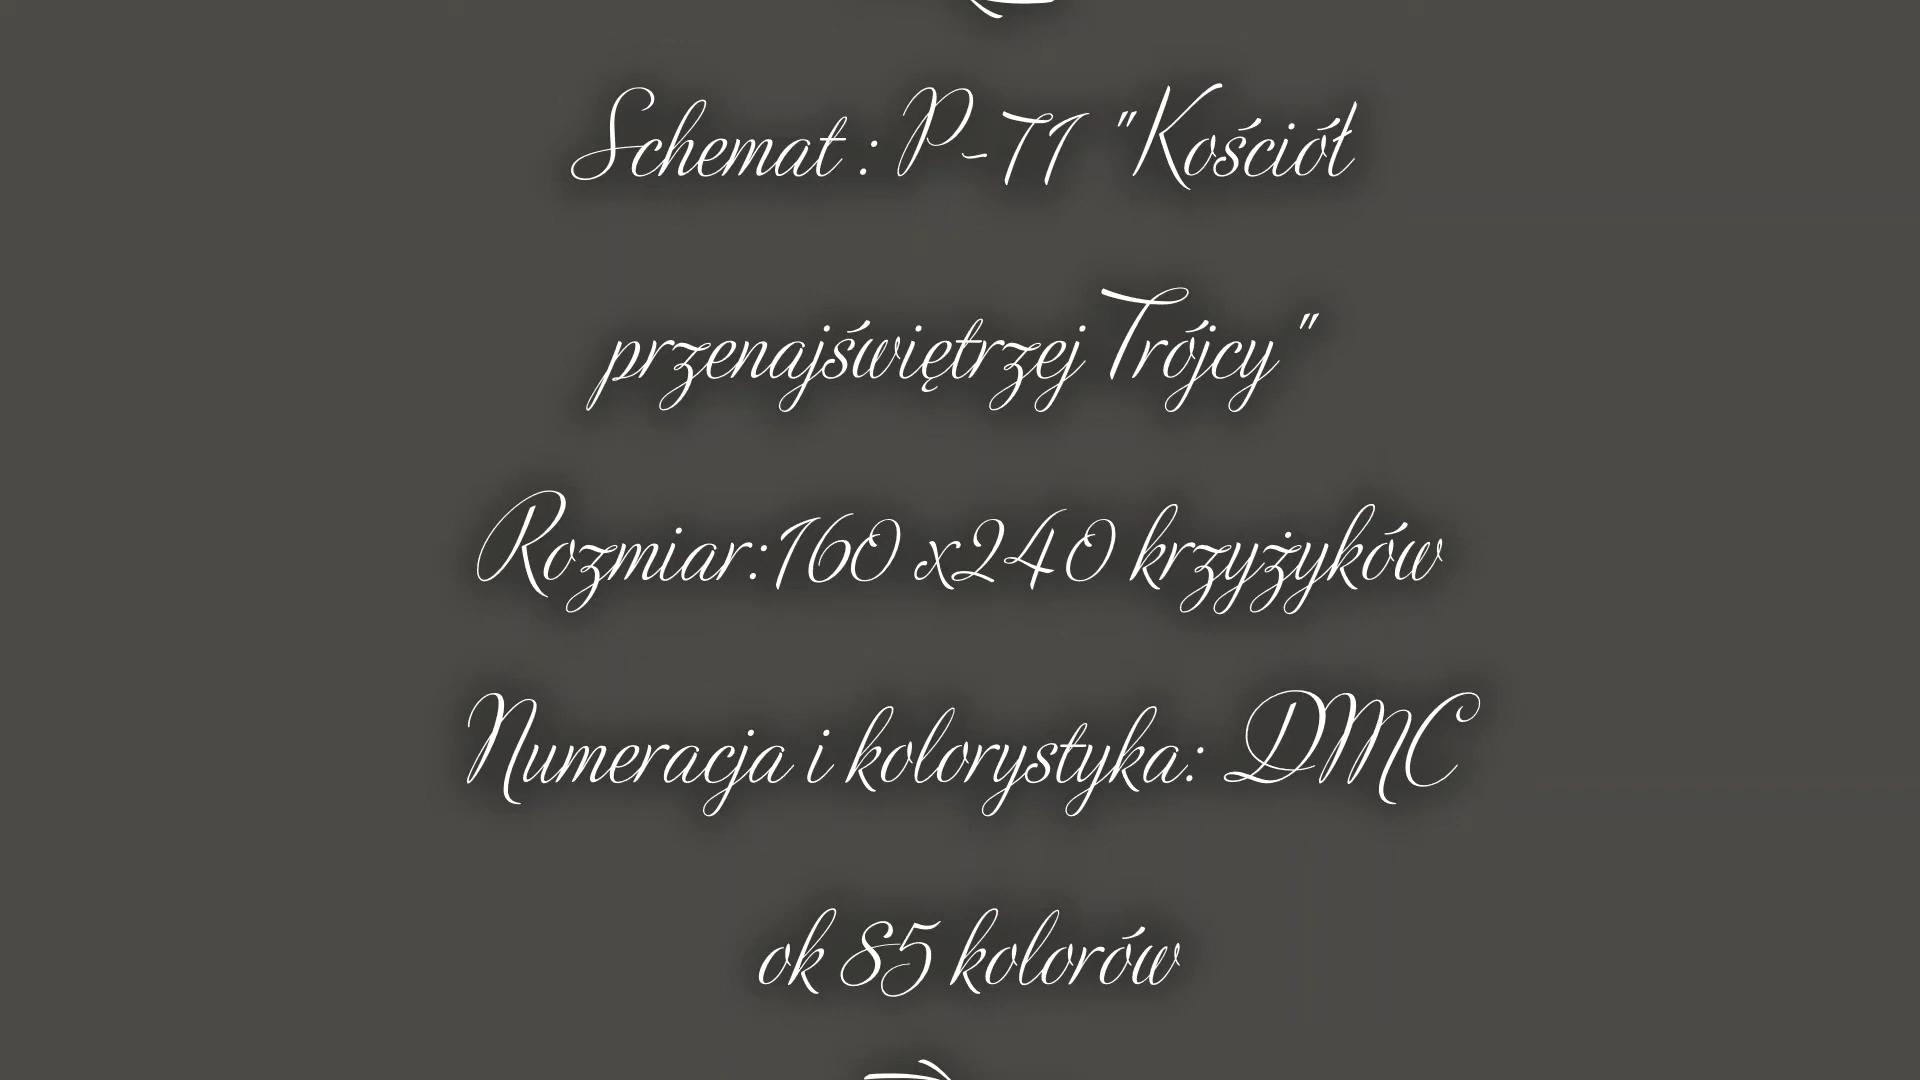 Schemat : P-71 "Kościół
przenajświętrzej Trójcy"
Rozmiar:160 x240 krzyżyków
Numeracja i kolorystyka: DMC
ok 85 kolorów